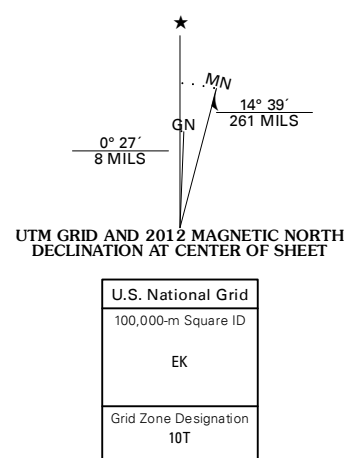 ★
MN
GN
14° 39´
261 MILS
0° 27´
8 MILS
UTM GRID AND 2012 MAGNETIC NORTH
DECLINATION AT CENTER OF SHEET
U.S. National Grid
100,000-m Square ID
EK
Grid Zone Designation
10T